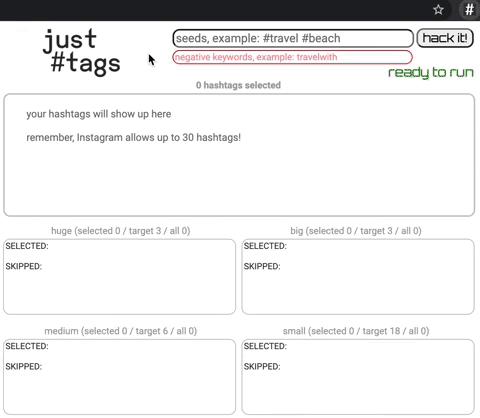 #
just
#tags
seeds, example: #travel #beach
hack it!
negative keywords, example: travelwith
ready to run
0 hashtags selected
your hashtags will show up here
remember, Instagram allows up to 30 hashtags!
huge (selected 0 / target 3 / all 0)
big (selected 0 / target 3 / all 0)
SELECTED:
SKIPPED:
SELECTED:
SKIPPED:
medium (selected 0 / target 6 / all 0)
small (selected 0 / target 18 / all 0)
SELECTED:
SKIPPED:
SELECTED:
SKIPPED: